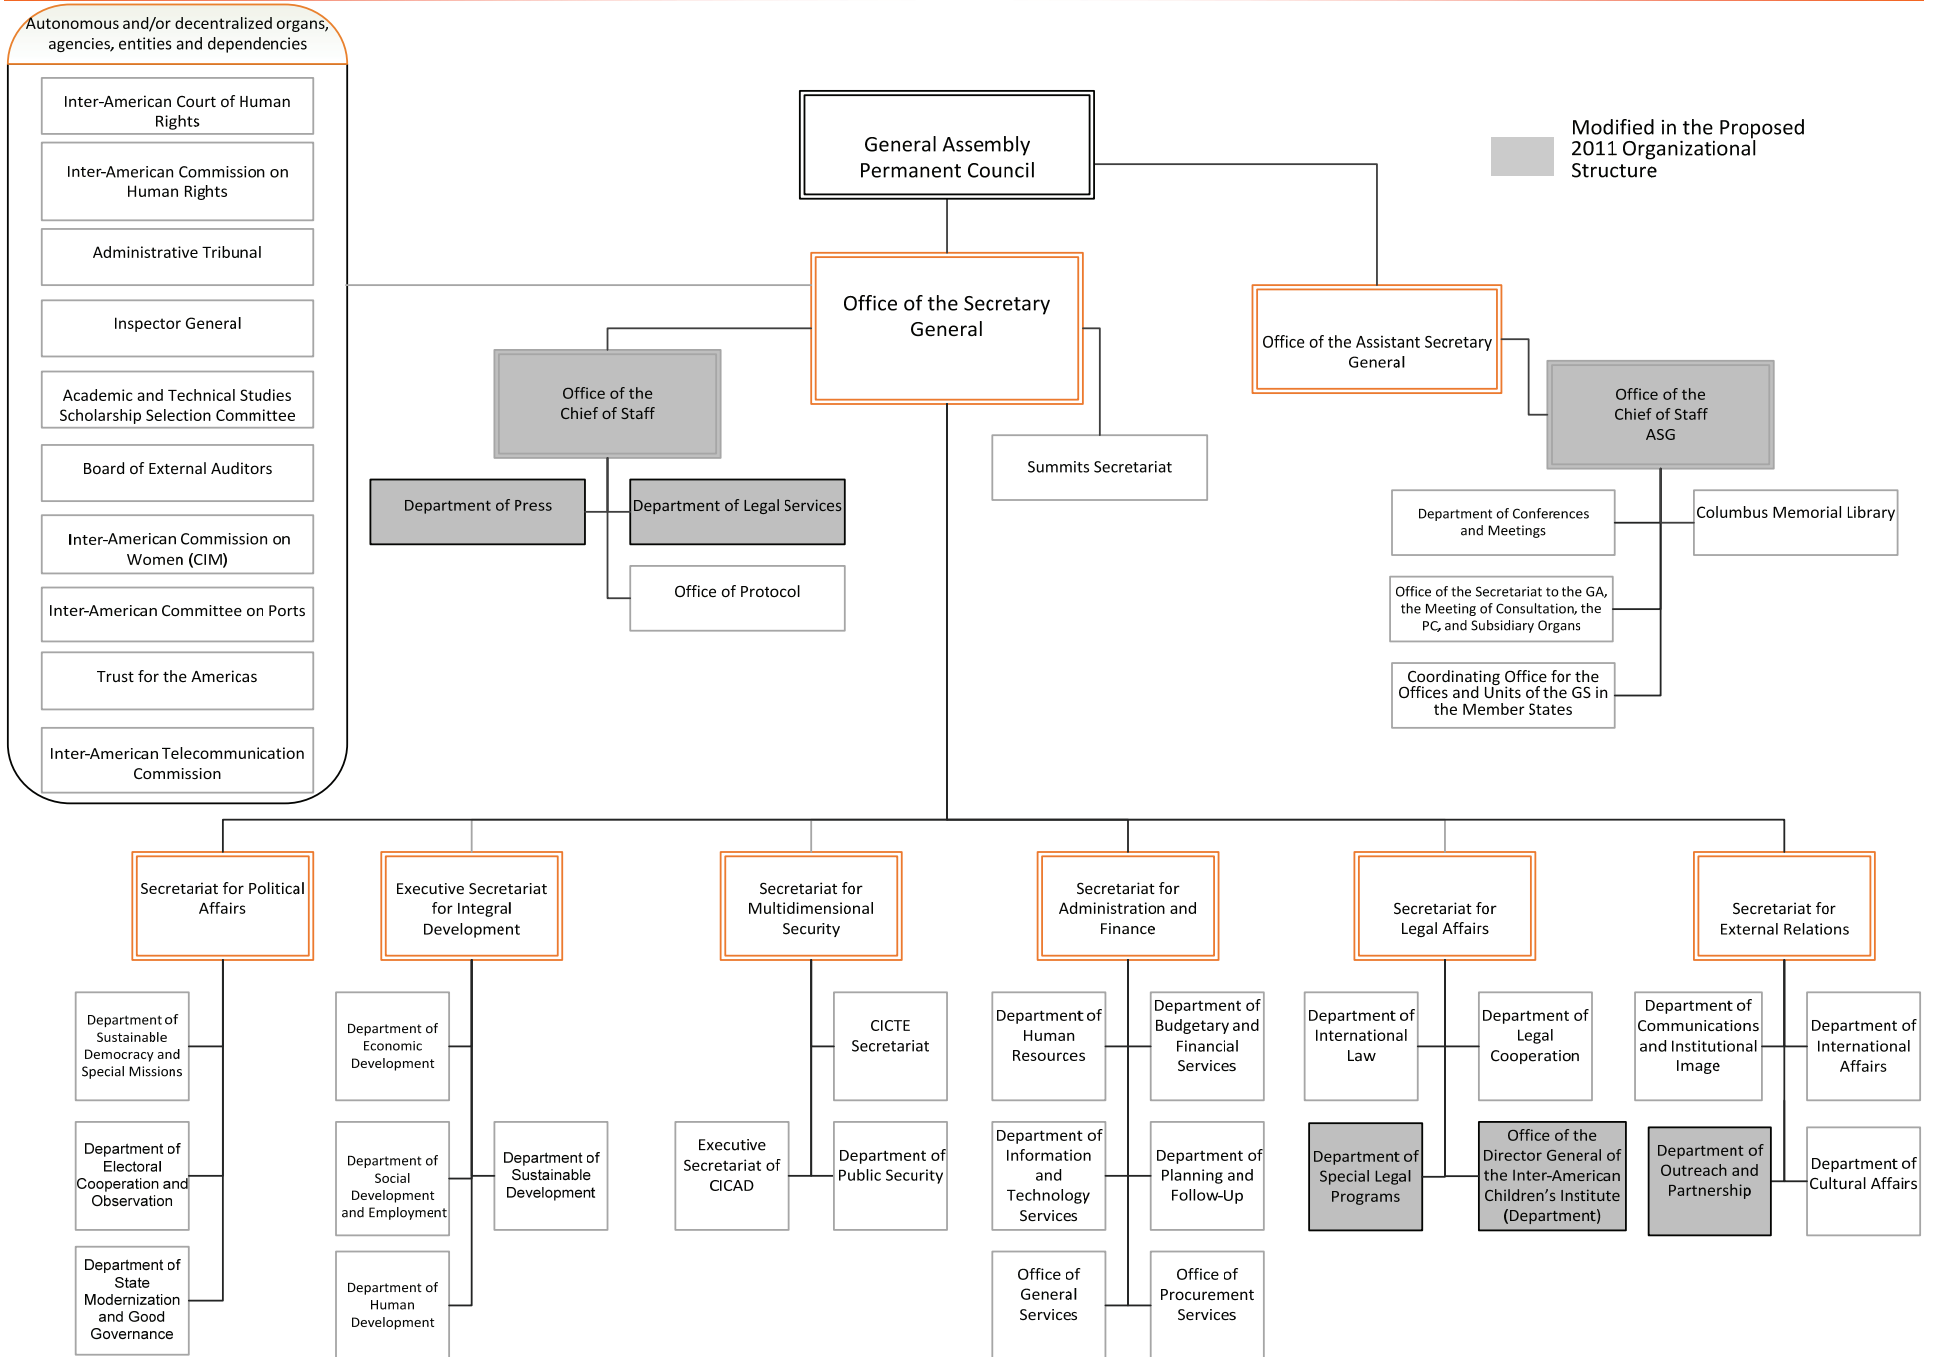 Autonomous and/or decentralized organs,
agencies, entities and dependencies
Inter-American Court of Human
Rights
Inter-American Commission on
Human Rights
Administrative Tribunal
Inspector General
Academic and Technical Studies
Scholarship Selection Committee
Board of External Auditors
Inter-American Commission on
Women (CIM)
Inter-American Committee on Ports
Trust for the Americas
Inter-American Telecommunication
Commission
General Assembly
Permanent Council
Modified in the Proposed
2011 Organizational
Structure
Office of the Secretary
General
Office of the Assistant Secretary
General
Office of the
Chief of Staff
Office of the
Chief of Staff
ASG
Summits Secretariat
Department of Press
Department of Legal Services
Office of Protocol
Department of Conferences
and Meetings
Columbus Memorial Library
Office of the Secretariat to the GA,
the Meeting of Consultation, the
PC, and Subsidiary Organs
Coordinating Office for the
Offices and Units of the GS in
the Member States
Secretariat for Political
Affairs
Executive Secretariat
for Integral
Development
Secretariat for
Multidimensional
Security
Secretariat for
Administration and
Finance
Secretariat for
Legal Affairs
Secretariat for
External Relations
Department of
Sustainable
Democracy and
Special Missions
Department of
Electoral
Cooperation and
Observation
Department of
State
Modernization
and Good
Governance
Department of
Economic
Development
Department of
Social
Development
and Employment
Department of
Sustainable
Development
Department of
Human
Development
CICTE
Secretariat
Executive
Secretariat of
CICAD
Department of
Public Security
Department of
Human
Resources
Department of
Budgetary and
Financial
Services
Department of
Information
and
Technology
Services
Department of
Planning and
Follow-Up
Office of
General
Services
Office of
Procurement
Services
Department of
International
Law
Department of
Legal
Cooperation
Department of
Special Legal
Programs
Office of the
Director General of
the Inter-American
Children's Institute
(Department)
Department of
Communications
and Institutional
Image
Department of
International
Affairs
Department of
Outreach and
Partnership
Department of
Cultural Affairs